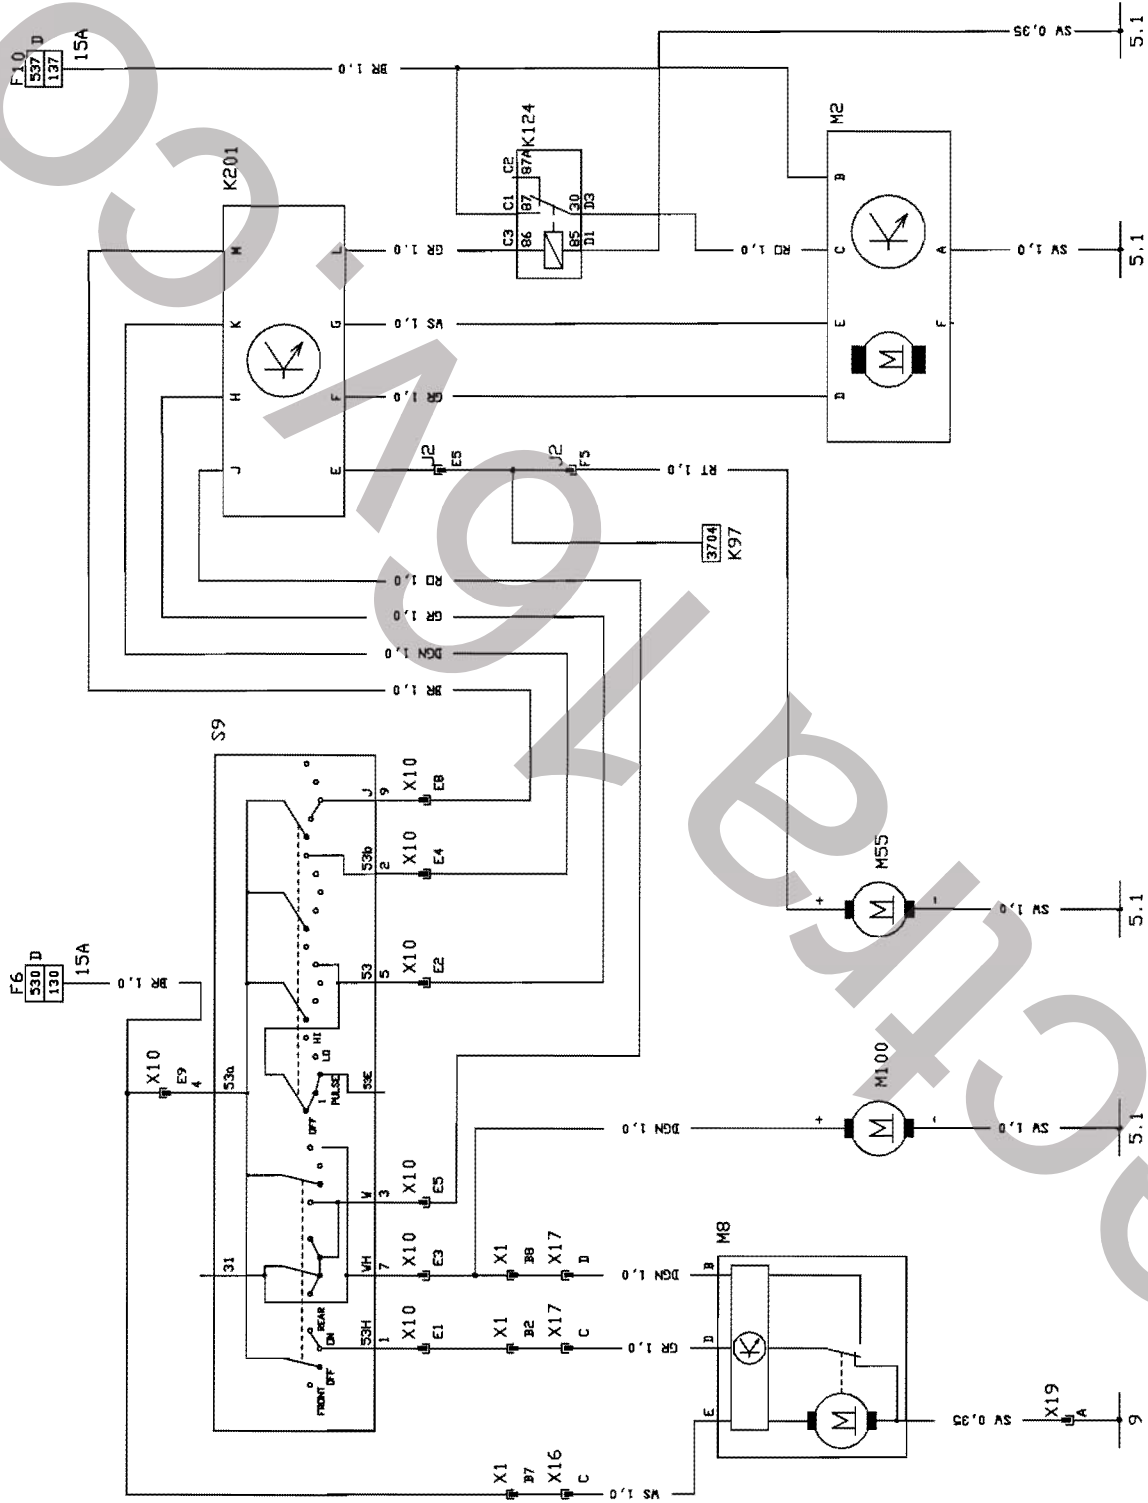 F10
537 D
137
15A
BR 1,0
SW 0,35
5.1
K201
M
L
GR 1.0
K
G
WS 1,0
H
F
GR 1,0
J
E
C2
87A
K124
C1
87
30
D3
C3
86
85
D1
M2
B
C
RO 1,0
A
SW 1,0
5.1
E
F
D
K
M
J2
E5
J2
F5
RT 1,0
3704
K97
RO 1,0
GR 1,0
DGN 1,0
BR 1,0
S9
J
9
X10
E8
53b
2
X10
E4
53
5
X10
E2
F6
530 D
130
15A
BR 1,0
X10
E9
4
53a
HI
LO
PULSE
1
OFF
53E
M55
+
-
M
SW 1,0
5.1
M100
+
-
M
SW 1,0
5.1
DGN 1,0
W
3
X10
E5
31
WH
7
X10
E3
X1
B8
X17
D
DGN 1,0
REAR
ON
OFF
FRONT
53H
1
X10
E1
X1
B2
X17
C
GR 1,0
M8
B
D
E
K
M
SW 0,35
X19
A
9
X1
B7
X16
C
WS 1,0
ctra16v.co